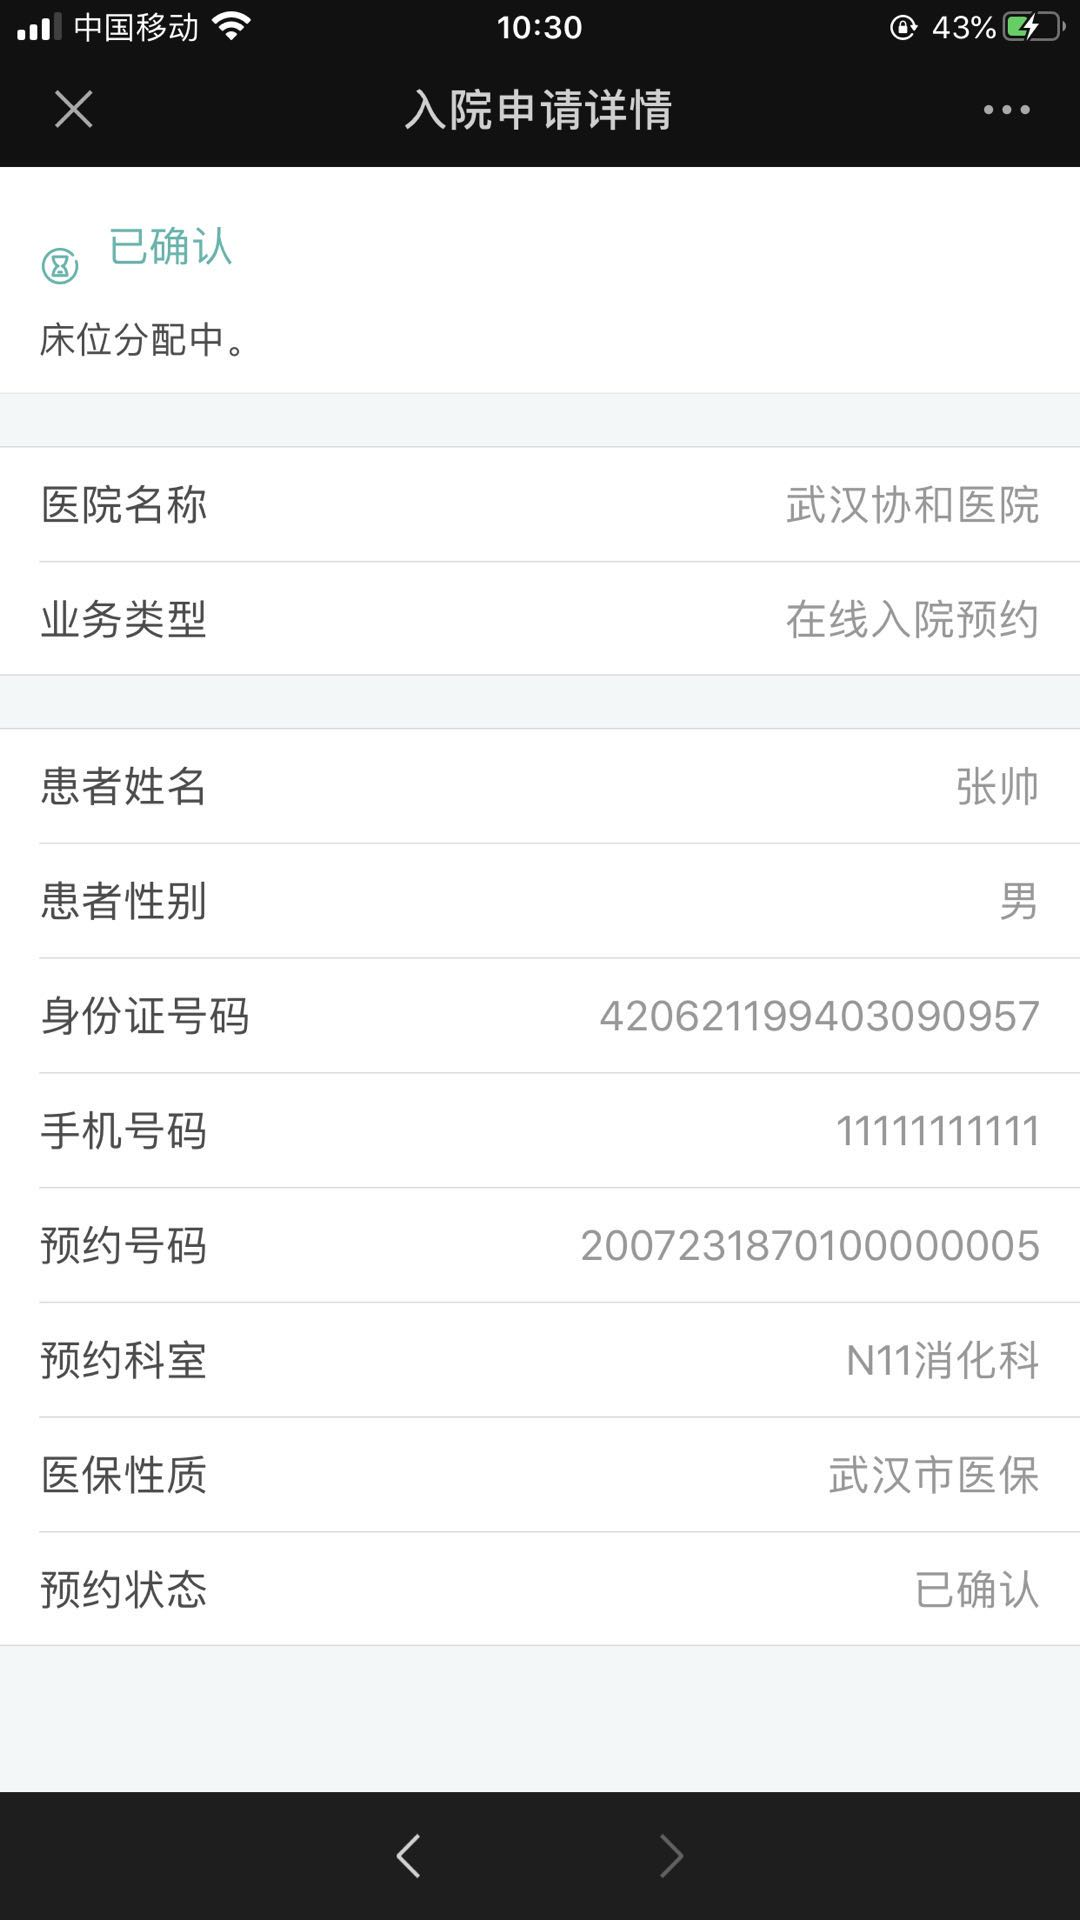 中国移动 10:30 43%
入院申请详情
已确认
床位分配中。
医院名称 武汉协和医院
业务类型 在线入院预约
患者姓名 张帅
患者性别 男
身份证号码 420621199403090957
手机号码 11111111111
预约号码 2007231870100000005
预约科室 N11消化科
医保性质 武汉市医保
预约状态 已确认